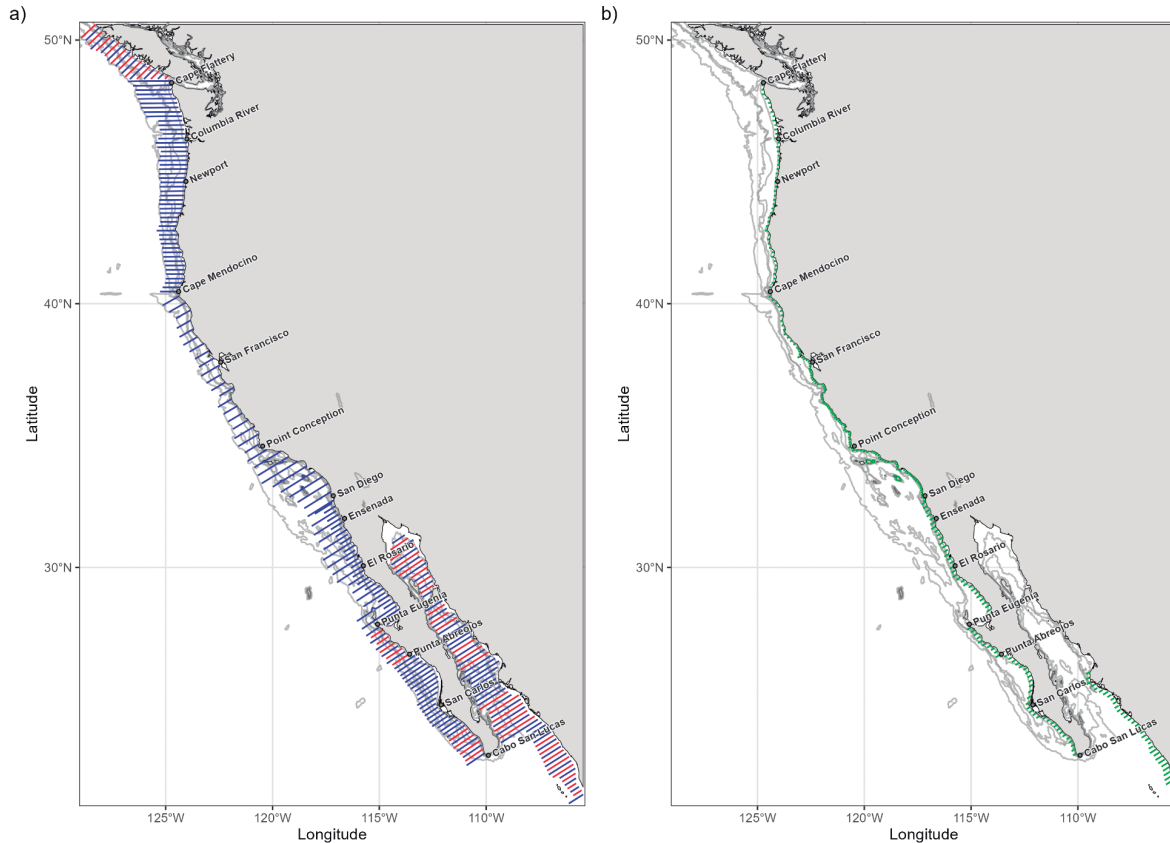 a)
50°N
40°N
30°N
Latitude
Cape Flattery
Columbia River
Newport
Cape Mendocino
San Francisco
Point Conception
San Diego
Ensenada
El Rosario
Punta Eugenia
Punta Abreojos
San Carlos
Cabo San Lucas
125°W
120°W
115°W
110°W
Longitude
b)
50°N
40°N
30°N
Latitude
Cape Flattery
Columbia River
Newport
Cape Mendocino
San Francisco
Point Conception
San Diego
Ensenada
El Rosario
Punta Eugenia
Punta Abreojos
San Carlos
Cabo San Lucas
125°W
120°W
115°W
110°W
Longitude